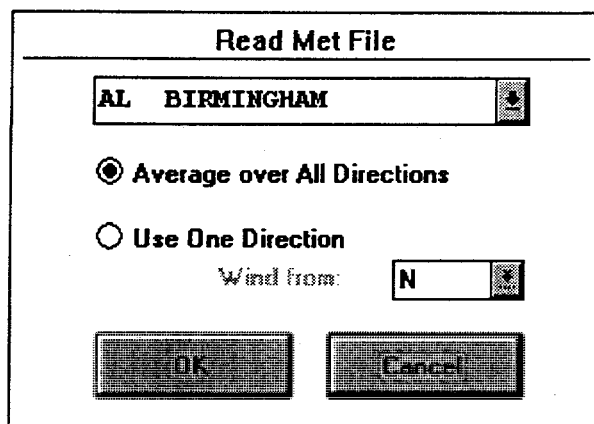 Read Met File
AL BIRMINGHAM
Average over All Directions
Use One Direction
Wind from: N
OK Cancel